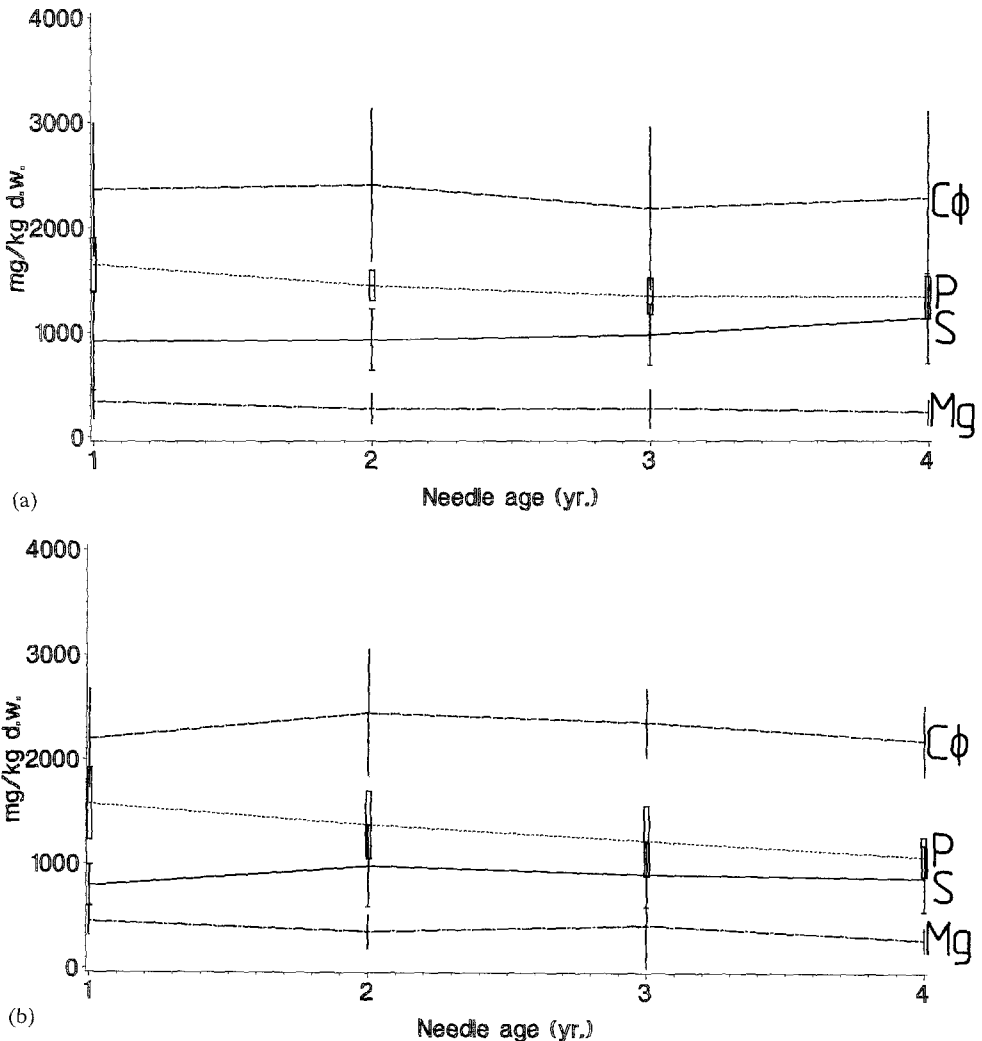 4000
3000
2000
1000
0
mg/kg d.w.
Cϕ
P
S
Mg
1 2 3 4
Needle age (yr.)
(a)
4000
3000
2000
1000
0
mg/kg d.w.
Cϕ
P
S
Mg
1 2 3 4
Needle age (yr.)
(b)